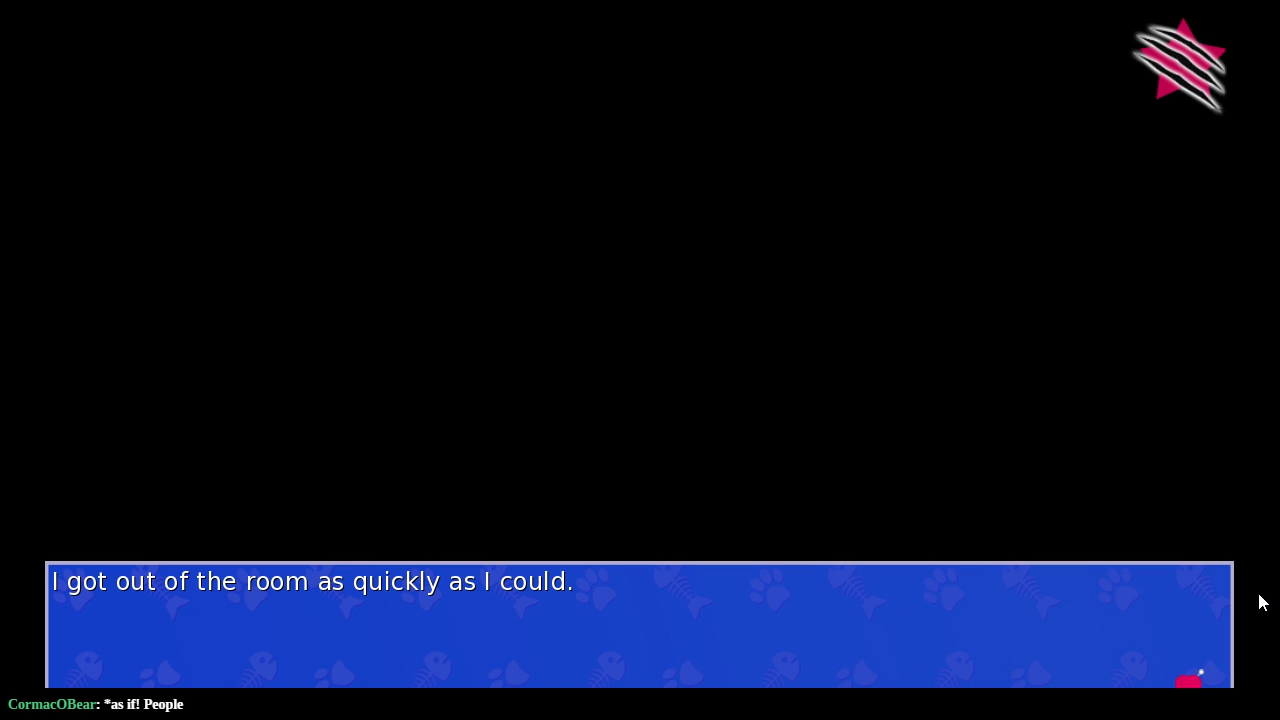 I got out of the room as quickly as I could.
CormacOBear: *as if! People